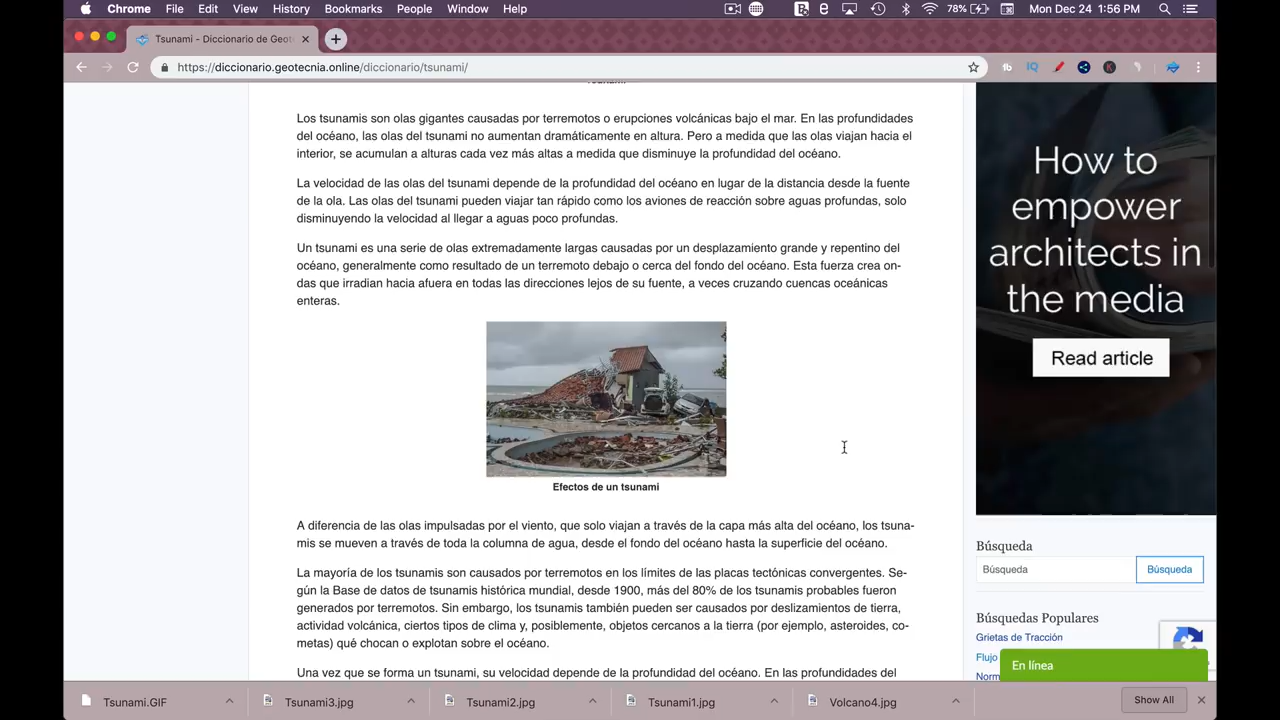 Chrome File Edit View History Bookmarks People Window Help 78% Mon Dec 24 1:56 PM
Tsunami - Diccionario de Geot
https://diccionario.geotecnia.online/diccionario/tsunami/
Los tsunamis son olas gigantes causadas por terremotos o erupciones volcánicas bajo el mar. En las profundidades
del océano, las olas del tsunami no aumentan dramáticamente en altura. Pero a medida que las olas viajan hacia el
interior, se acumulan a alturas cada vez más altas a medida que disminuye la profundidad del océano.
La velocidad de las olas del tsunami depende de la profundidad del océano en lugar de la distancia desde la fuente
de la ola. Las olas del tsunami pueden viajar tan rápido como los aviones de reacción sobre aguas profundas, solo
disminuyendo la velocidad al llegar a aguas poco profundas.
Un tsunami es una serie de olas extremadamente largas causadas por un desplazamiento grande y repentino del
océano, generalmente como resultado de un terremoto debajo o cerca del fondo del océano. Esta fuerza crea on-
das que irradian hacia afuera en todas las direcciones lejos de su fuente, a veces cruzando cuencas oceánicas
enteras.
Efectos de un tsunami
A diferencia de las olas impulsadas por el viento, que solo viajan a través de la capa más alta del océano, los tsuna-
mis se mueven a través de toda la columna de agua, desde el fondo del océano hasta la superficie del océano.
La mayoría de los tsunamis son causados por terremotos en los límites de las placas tectónicas convergentes. Se-
gún la Base de datos de tsunamis histórica mundial, desde 1900, más del 80% de los tsunamis probables fueron
generados por terremotos. Sin embargo, los tsunamis también pueden ser causados por deslizamientos de tierra,
actividad volcánica, ciertos tipos de clima y, posiblemente, objetos cercanos a la tierra (por ejemplo, asteroides, co-
metas) qué chocan o explotan sobre el océano.
Una vez que se forma un tsunami, su velocidad depende de la profundidad del océano. En las profundidades del
How to
empower
architects in
the media
Read article
Búsqueda
Búsqueda Búsqueda
Búsquedas Populares
Grietas de Tracción
Flujo
Norm
En línea
Tsunami.GIF Tsunami3.jpg Tsunami2.jpg Tsunami1.jpg Volcano4.jpg Show All